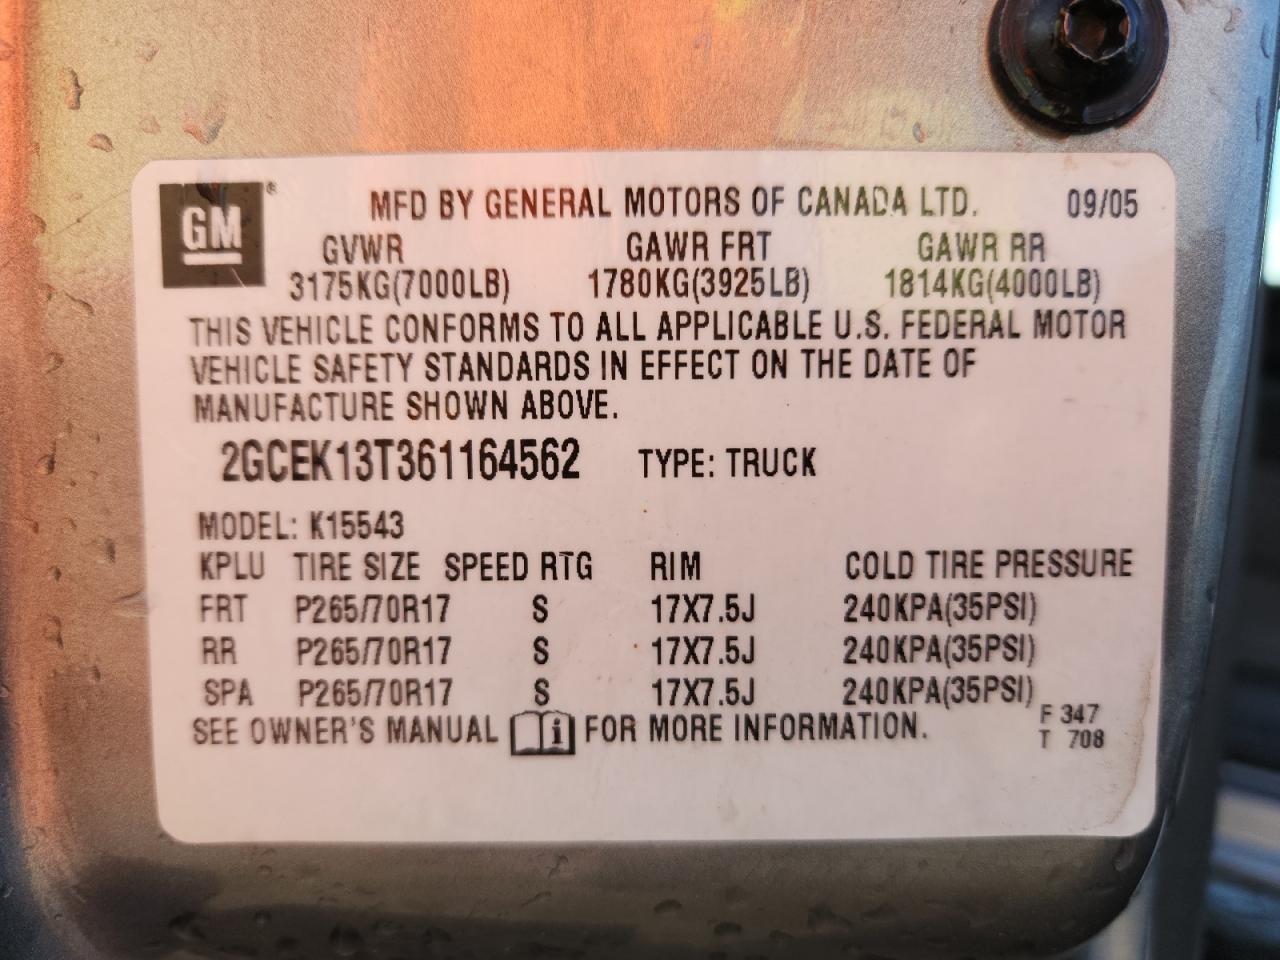 GM® MFD BY GENERAL MOTORS OF CANADA LTD. 09/05
GVWR GAWR FRT GAWR RR
3175KG(7000LB) 1780KG(3925LB) 1814KG(4000LB)
THIS VEHICLE CONFORMS TO ALL APPLICABLE U.S. FEDERAL MOTOR
VEHICLE SAFETY STANDARDS IN EFFECT ON THE DATE OF
MANUFACTURE SHOWN ABOVE.
2GCEK13T361164562 TYPE: TRUCK
MODEL: K15543
KPLU TIRE SIZE SPEED RTG RIM COLD TIRE PRESSURE
FRT P265/70R17 S 17X7.5J 240KPA(35PSI)
RR P265/70R17 S 17X7.5J 240KPA(35PSI)
SPA P265/70R17 S 17X7.5J 240KPA(35PSI)
SEE OWNER'S MANUAL i FOR MORE INFORMATION.
F 347
T 708